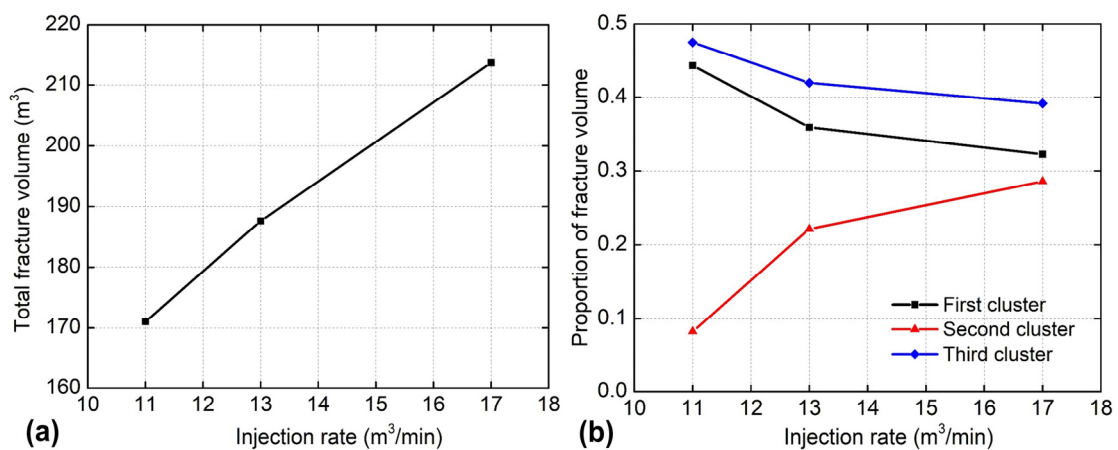 220
210
200
190
180
170
160
Total fracture volume (m³)
10 11 12 13 14 15 16 17 18
Injection rate (m³/min)
(a)
0.5
0.4
0.3
0.2
0.1
0.0
Proportion of fracture volume
First cluster
Second cluster
Third cluster
10 11 12 13 14 15 16 17 18
Injection rate (m³/min)
(b)